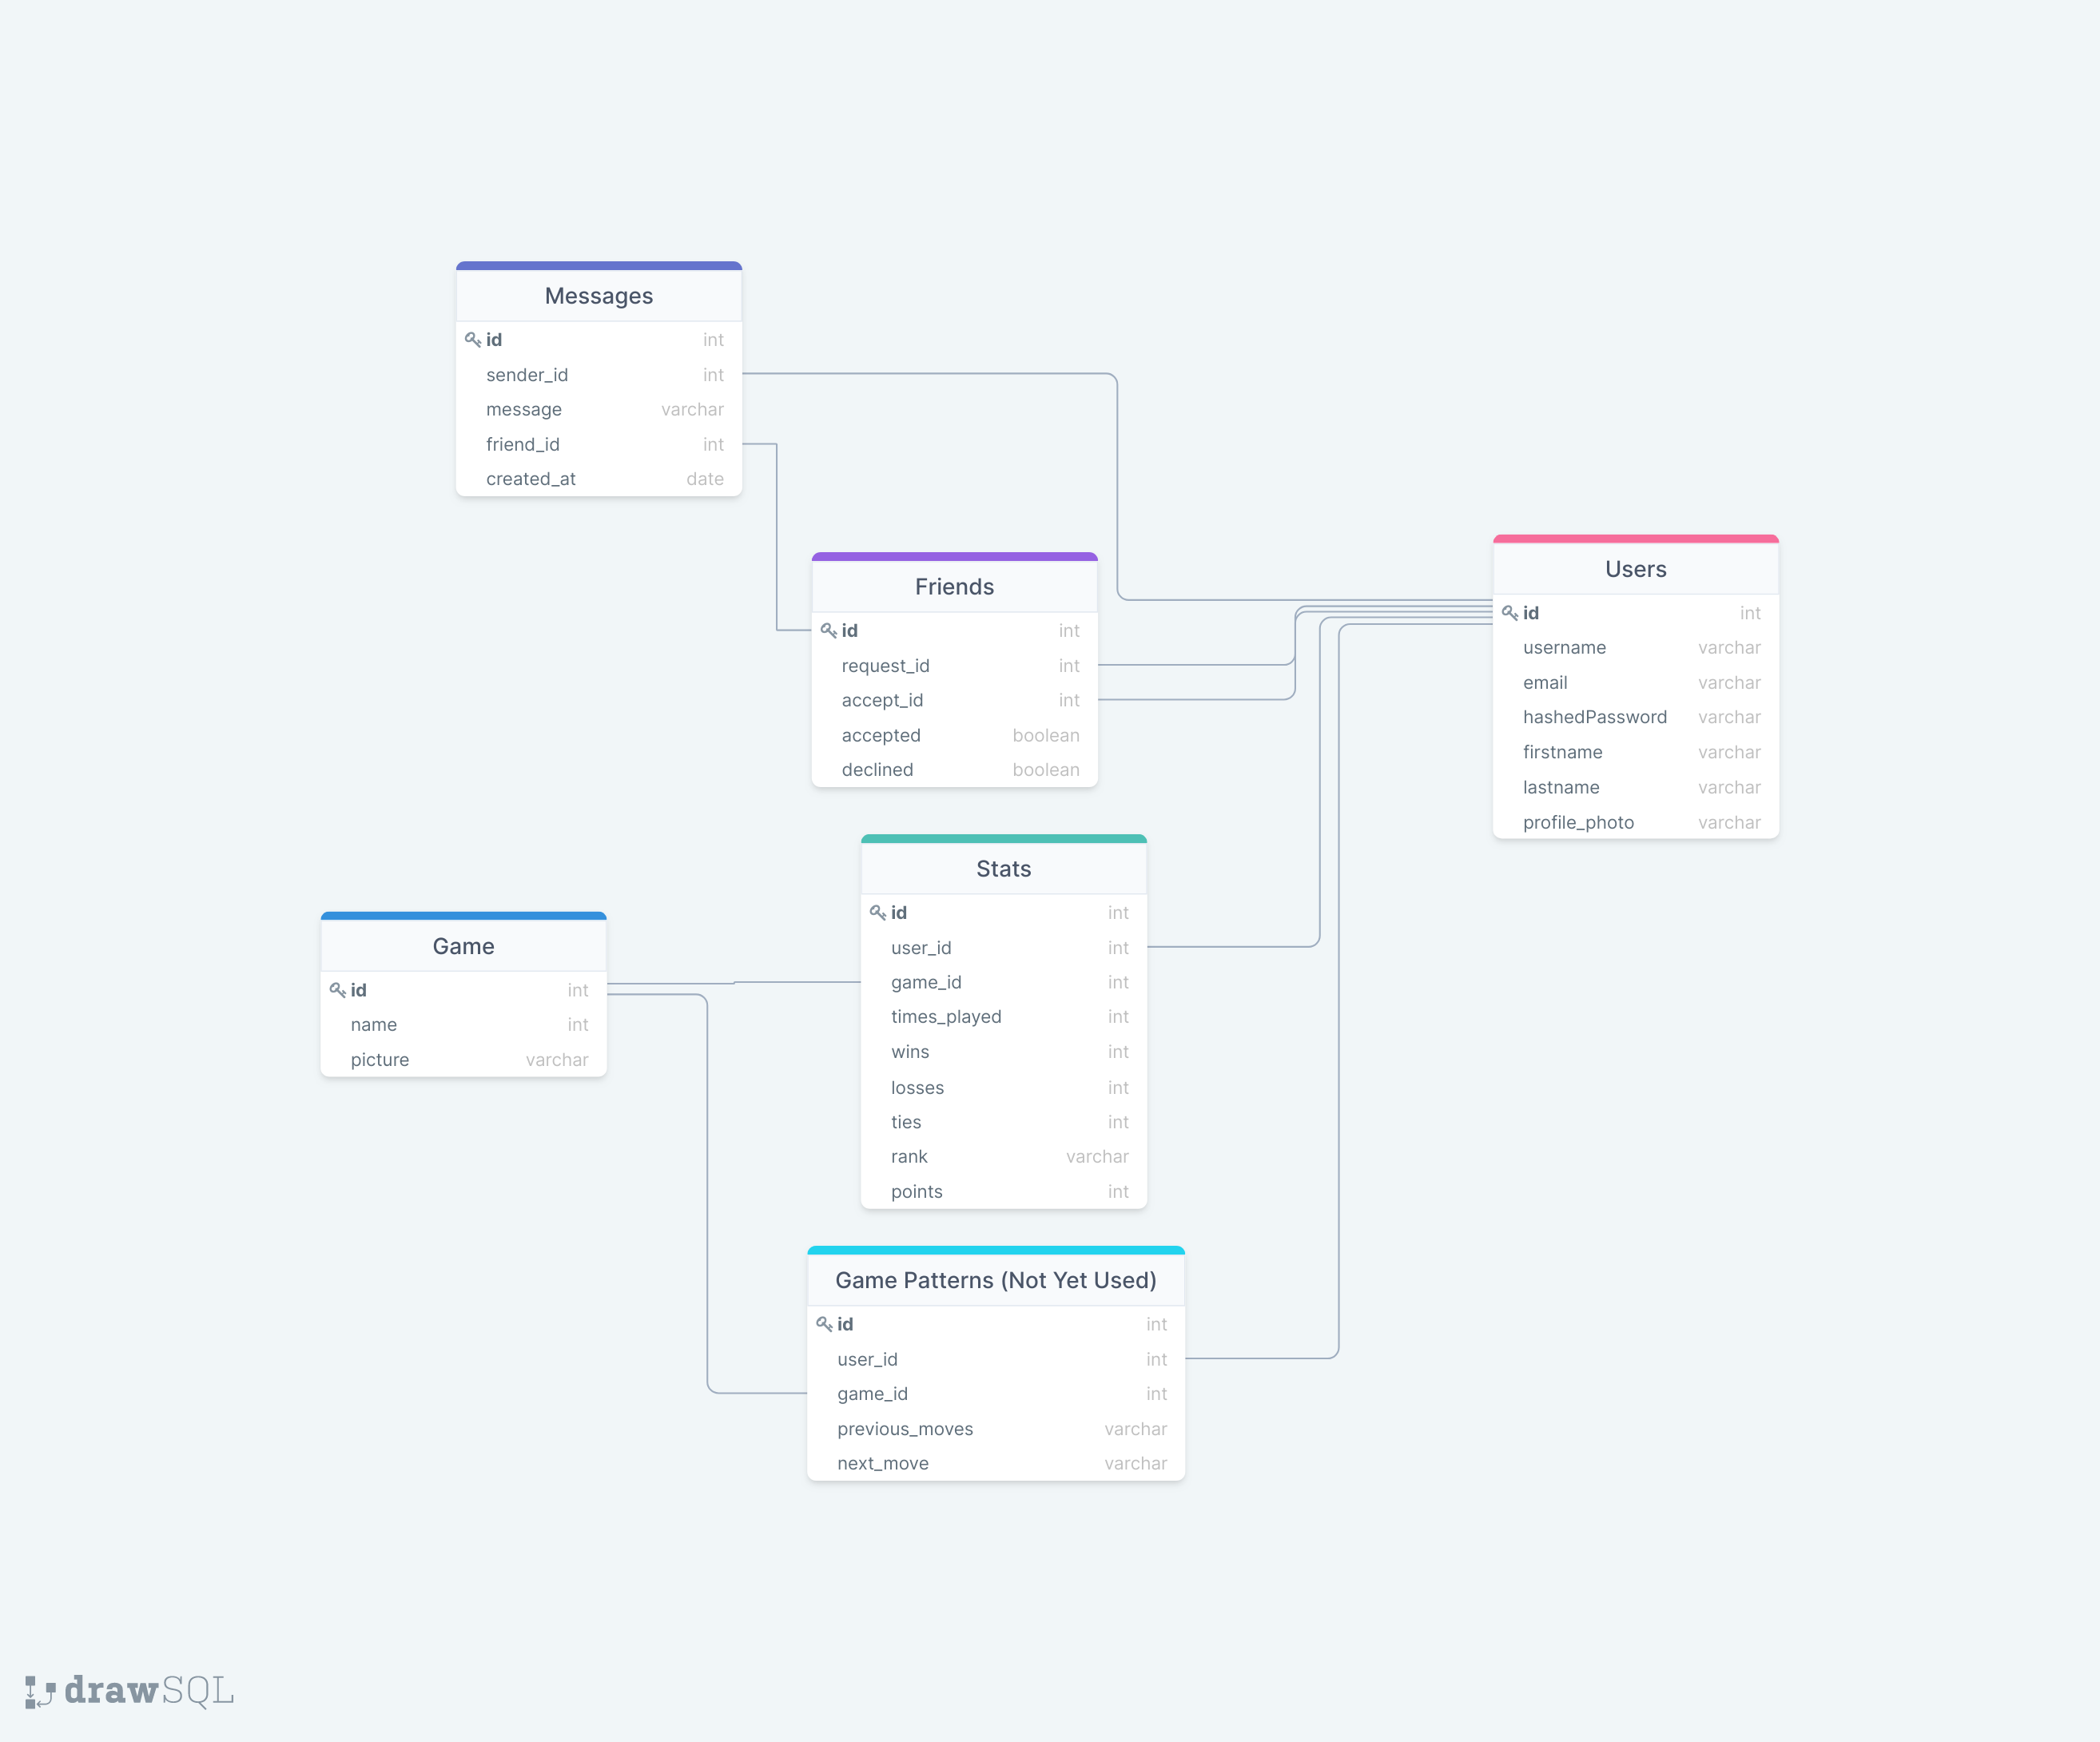 Messages
id int
sender_id int
message varchar
friend_id int
created_at date
Friends
id int
request_id int
accept_id int
accepted boolean
declined boolean
Users
id int
username varchar
email varchar
hashedPassword varchar
firstname varchar
lastname varchar
profile_photo varchar
Stats
id int
user_id int
game_id int
times_played int
wins int
losses int
ties int
rank varchar
points int
Game
id int
name int
picture varchar
Game Patterns (Not Yet Used)
id int
user_id int
game_id int
previous_moves varchar
next_move varchar
drawSQL